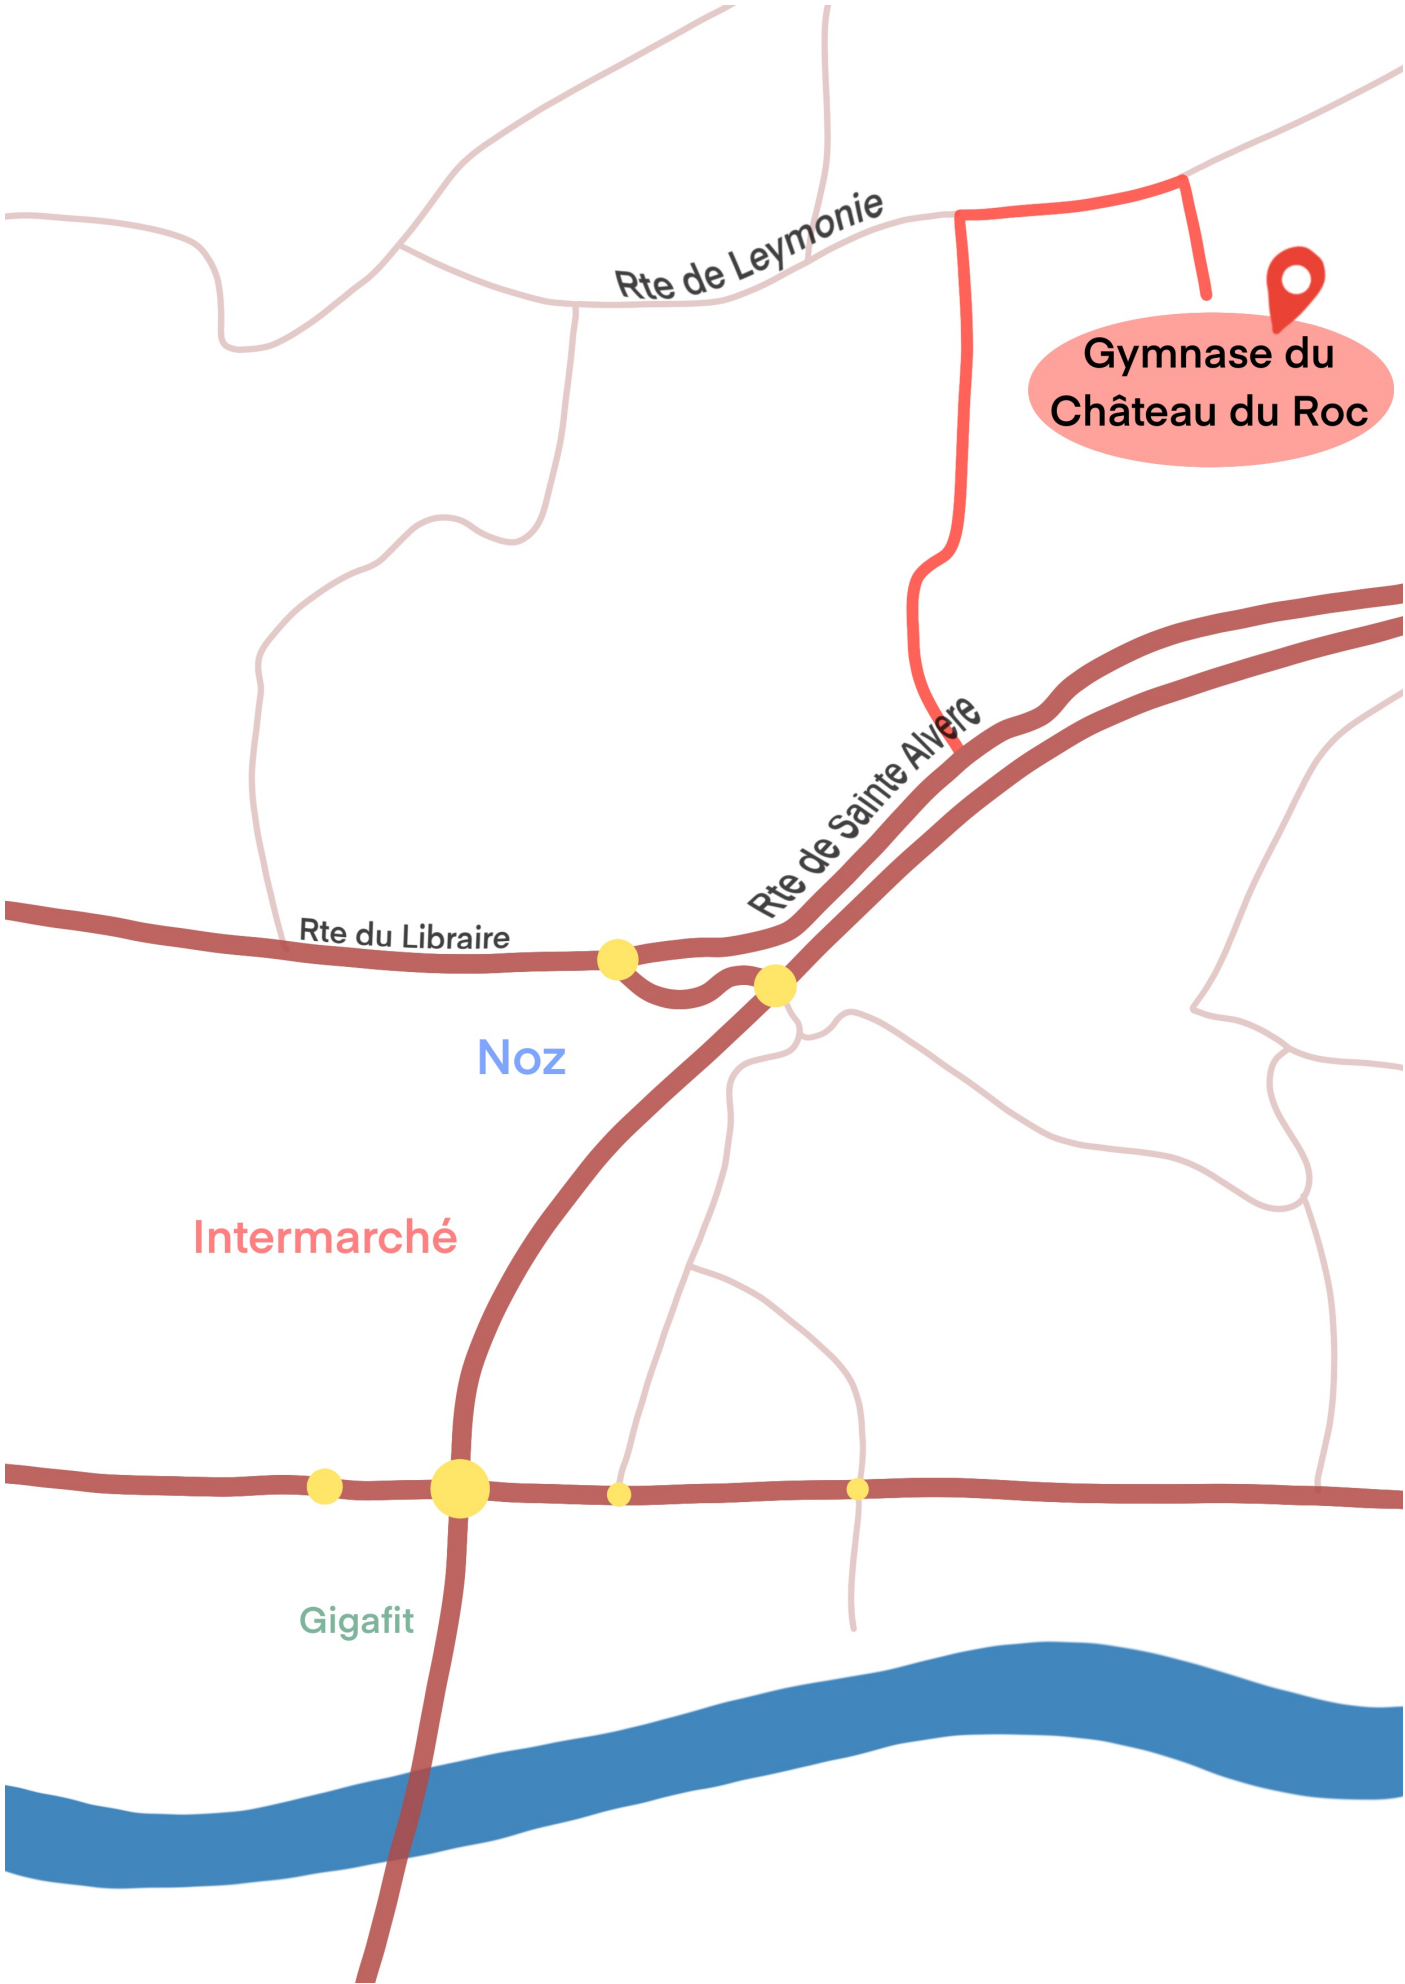 Rte de Leymonie
Gymnase du
Château du Roc
Rte de Sainte Alvère
Rte du Libraire
Noz
Intermarché
Gigafit